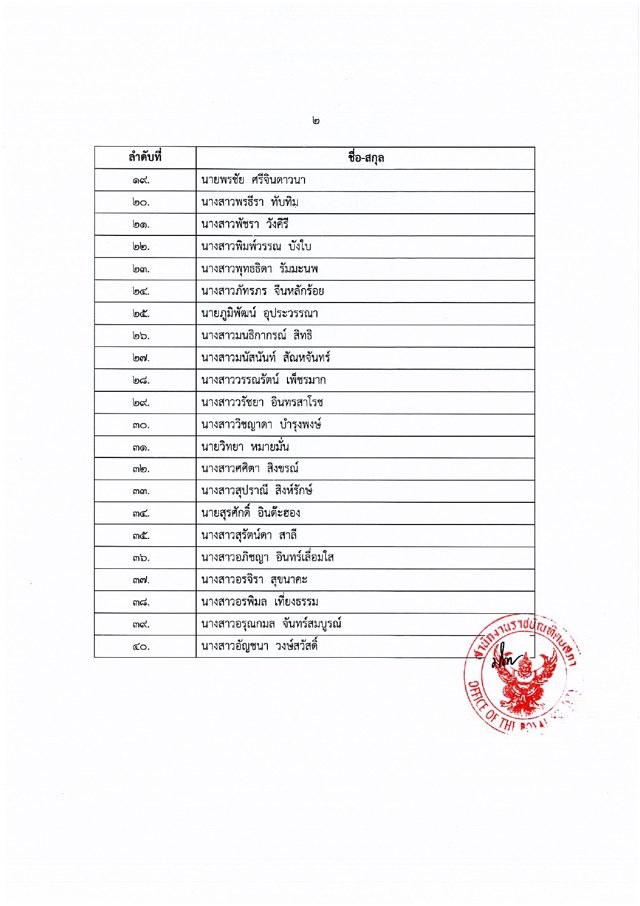 ๒
ลำดับที่ ชื่อ-สกุล
๑๙. นายพรชัย ศรีจินดาวนา
๒๐. นางสาวพรธีรา ทับทิม
๒๑. นางสาวพัชรา วังคีรี
๒๒. นางสาวพิมพ์วรรณ บังใบ
๒๓. นางสาวพุทธธิดา รัมมะนพ
๒๔. นางสาวภัทรภร จีนหลักร้อย
๒๕. นายภูมิพัฒน์ อุประวรรณา
๒๖. นางสาวมนธิกากรณ์ สิทธิ
๒๗. นางสาวมนัสนันท์ สัณหจันทร์
๒๘. นางสาววรรณรัตน์ เพ็ชรมาก
๒๙. นางสาววรัชยา อินทรสาโรช
๓๐. นางสาววิชญาดา บำรุงพงษ์
๓๑. นายวิทยา หมายมั่น
๓๒. นางสาวศศิตา สิงขรณ์
๓๓. นางสาวสุปราณี สิงห์รักษ์
๓๔. นายสุรศักดิ์ อินต๊ะฮอง
๓๕. นางสาวสุรัตน์ดา สาลี
๓๖. นางสาวอภิชญา อินทร์เลื่อมใส
๓๗. นางสาวอรจิรา สุขนาคะ
๓๘. นางสาวอรพิมล เที่ยงธรรม
๓๙. นางสาวอรุณกมล จันทร์สมบูรณ์
๔๐. นางสาวอัญชนา วงษ์สวัสดิ์
สำนักงานราชบัณฑิตยสภา
OFFICE OF THE ROYAL